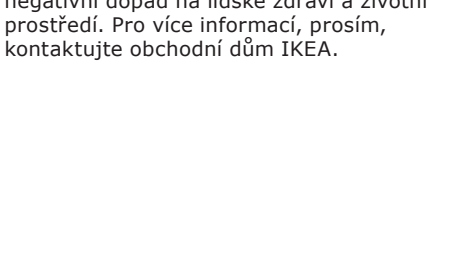 negativní dopad na lidské zdraví a životní
prostředí. Pro více informací, prosím,
kontaktujte obchodní dům IKEA.